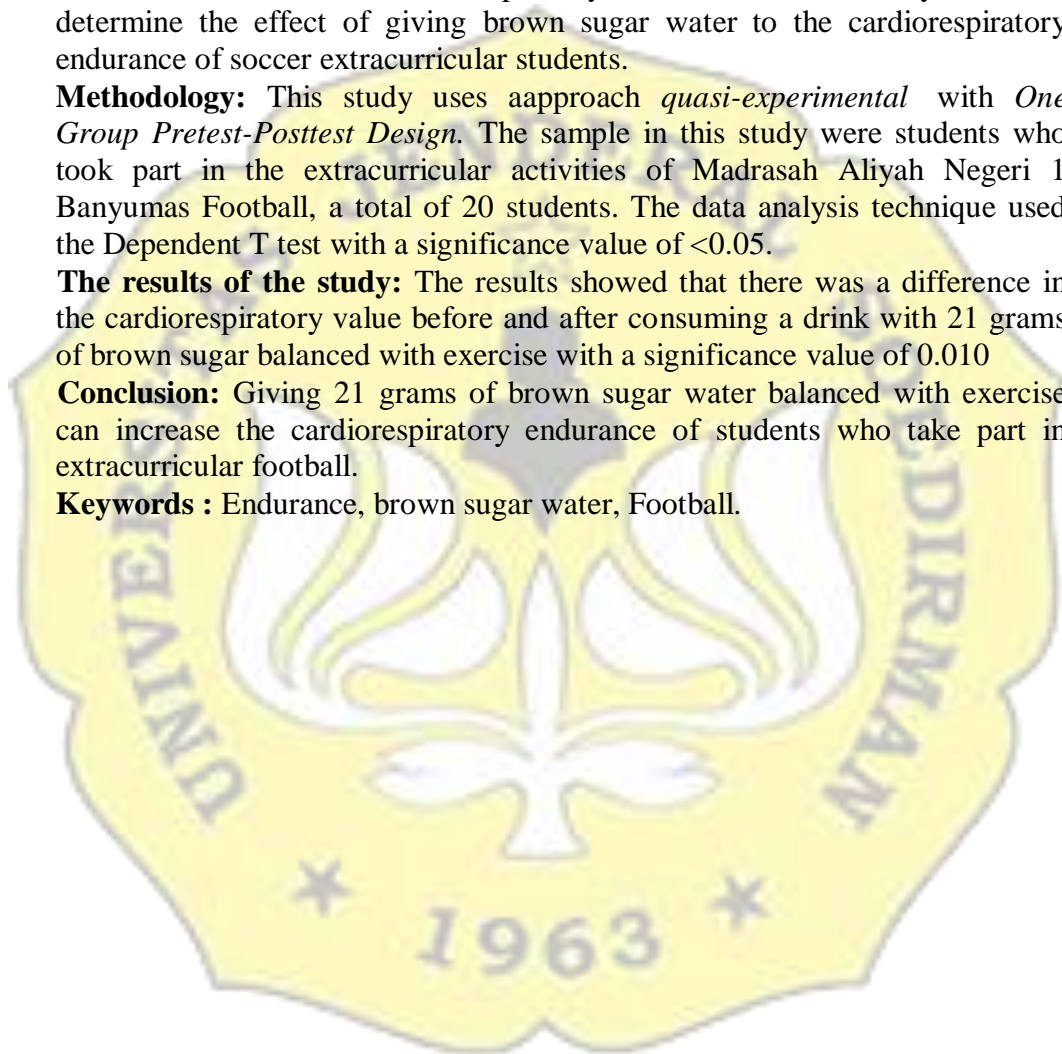 determine the effect of giving brown sugar water to the cardiorespiratory
endurance of soccer extracurricular students.
Methodology: This study uses aapproach quasi-experimental with One
Group Pretest-Posttest Design. The sample in this study were students who
took part in the extracurricular activities of Madrasah Aliyah Negeri 1
Banyumas Football, a total of 20 students. The data analysis technique used
the Dependent T test with a significance value of <0.05.
The results of the study: The results showed that there was a difference in
the cardiorespiratory value before and after consuming a drink with 21 grams
of brown sugar balanced with exercise with a significance value of 0.010
Conclusion: Giving 21 grams of brown sugar water balanced with exercise
can increase the cardiorespiratory endurance of students who take part in
extracurricular football.
Keywords : Endurance, brown sugar water, Football.
UNIVERSITAS JENDERAL SOEDIRMAN
1963